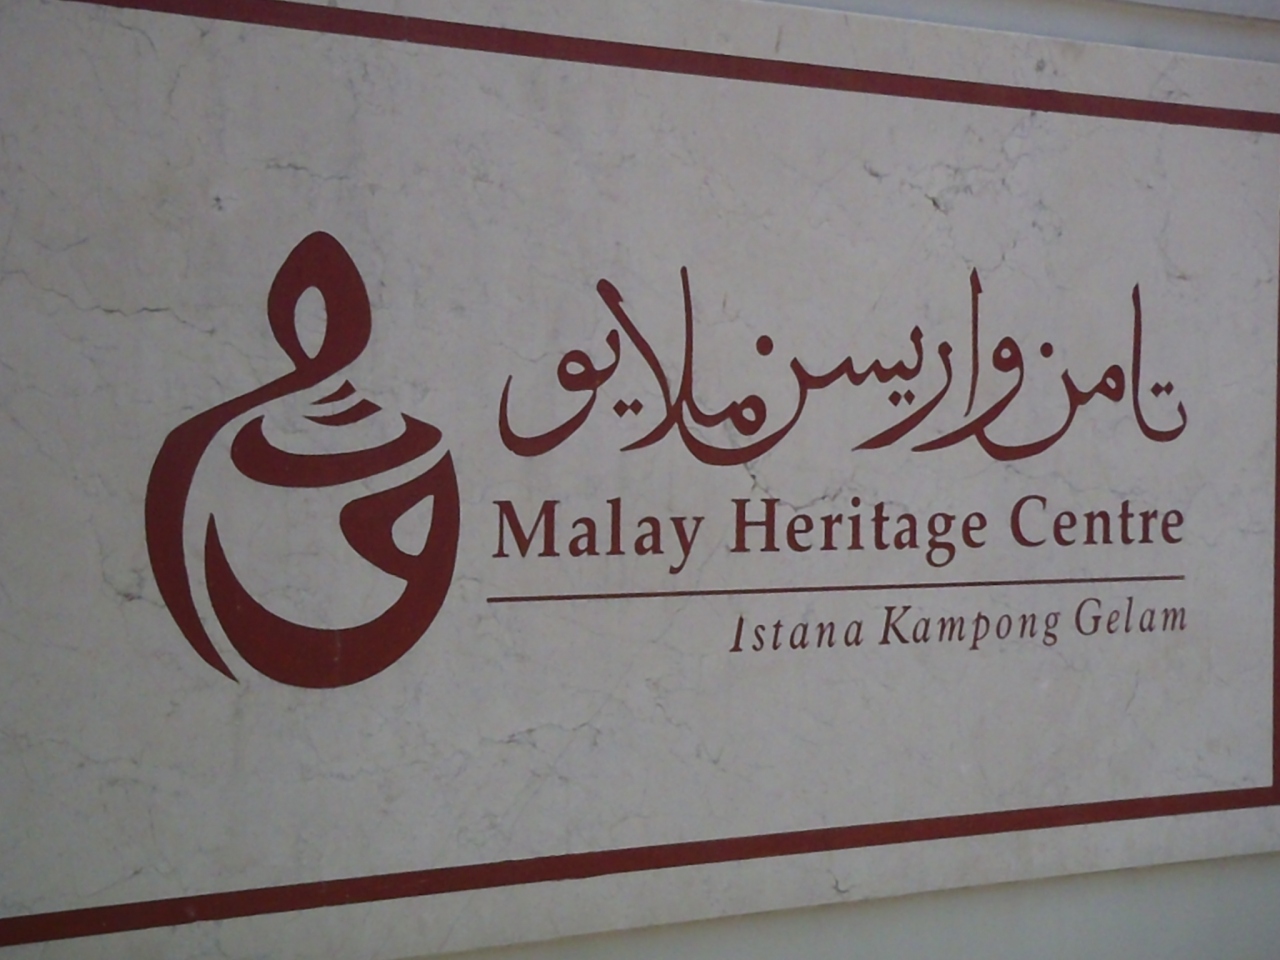 تامن واريسن ملايو
Malay Heritage Centre
Istana Kampong Gelam